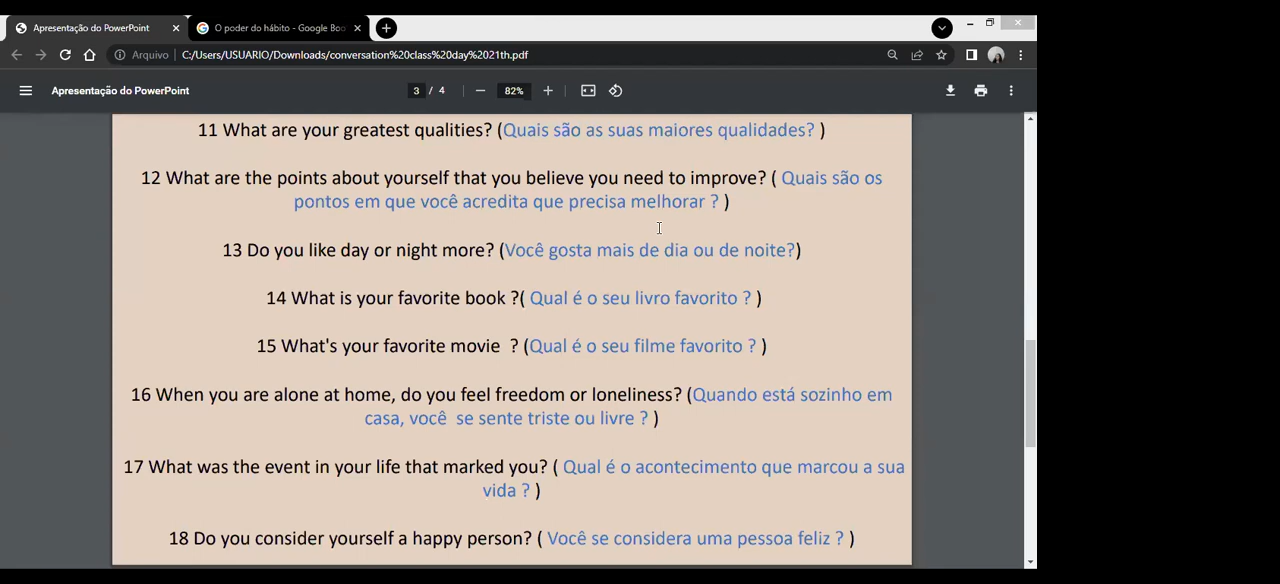 Apresentação do PowerPoint
O poder do hábito - Google Boo
Arquivo C:/Users/USUARIO/Downloads/conversation%20class%20day%2021th.pdf
Apresentação do PowerPoint 3 / 4 82%
11 What are your greatest qualities? (Quais são as suas maiores qualidades? )
12 What are the points about yourself that you believe you need to improve? ( Quais são os
pontos em que você acredita que precisa melhorar ? )
13 Do you like day or night more? (Você gosta mais de dia ou de noite?)
14 What is your favorite book ?( Qual é o seu livro favorito ? )
15 What's your favorite movie ? (Qual é o seu filme favorito ? )
16 When you are alone at home, do you feel freedom or loneliness? (Quando está sozinho em
casa, você se sente triste ou livre ? )
17 What was the event in your life that marked you? ( Qual é o acontecimento que marcou a sua
vida ? )
18 Do you consider yourself a happy person? ( Você se considera uma pessoa feliz ? )